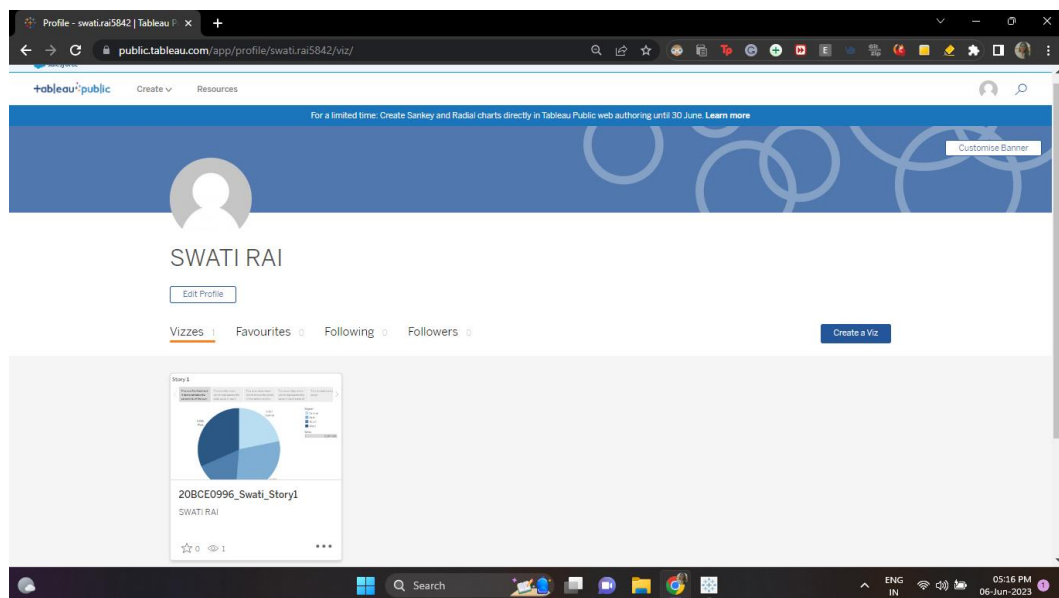 Profile - swati.rai5842 | Tableau P
public.tableau.com/app/profile/swati.rai5842/viz/
+ableau public Create Resources
For a limited time: Create Sankey and Radial charts directly in Tableau Public web authoring until 30 June. Learn more
Customise Banner
SWATI RAI
Edit Profile
Vizzes 1 Favourites 0 Following 0 Followers 0
Create a Viz
Story 1
20BCE0996_Swati_Story1
SWATI RAI
0 1
Search
ENG
IN
05:16 PM
06-Jun-2023
1